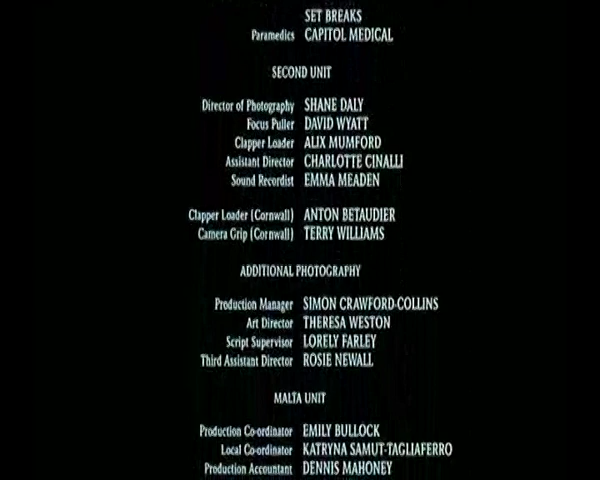 SET BREAKS
Paramedics CAPITOL MEDICAL
SECOND UNIT
Director of Photography SHANE DALY
Focus Puller DAVID WYATT
Clapper Loader ALIX MUMFORD
Assistant Director CHARLOTTE CINALLI
Sound Recordist EMMA MEADEN
Clapper Loader (Cornwall) ANTON BETAUDIER
Camera Grip (Cornwall) TERRY WILLIAMS
ADDITIONAL PHOTOGRAPHY
Production Manager SIMON CRAWFORD-COLLINS
Art Director THERESA WESTON
Script Supervisor LORELY FARLEY
Third Assistant Director ROSIE NEWALL
MALTA UNIT
Production Co-ordinator EMILY BULLOCK
Local Co-ordinator KATRYNA SAMUT-TAGLIAFERRO
Production Accountant DENNIS MAHONEY